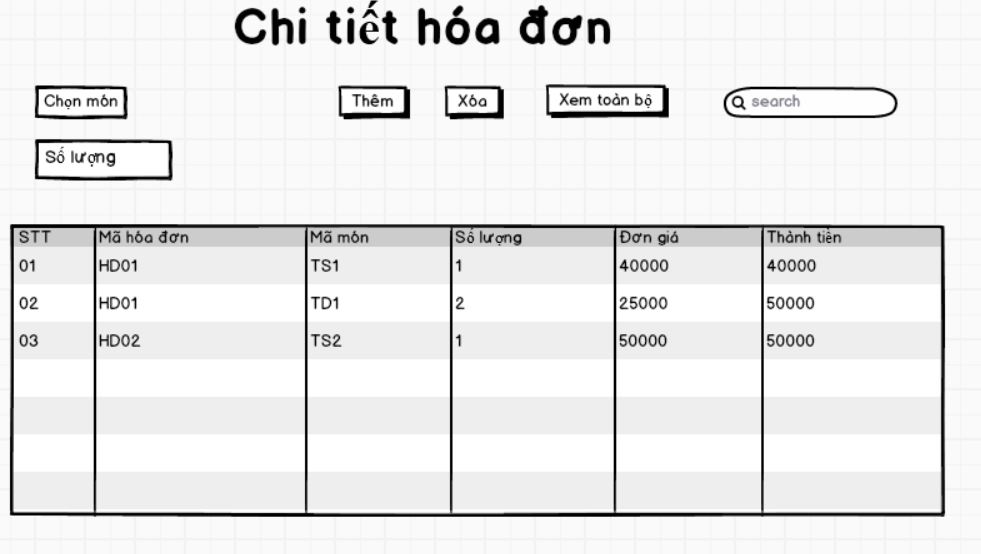 Chi tiết hóa đơn
Chọn món Thêm Xóa Xem toàn bộ search
Số lượng
STT Mã hóa đơn Mã món Số lượng Đơn giá Thành tiền
01 HD01 TS1 1 40000 40000
02 HD01 TD1 2 25000 50000
03 HD02 TS2 1 50000 50000